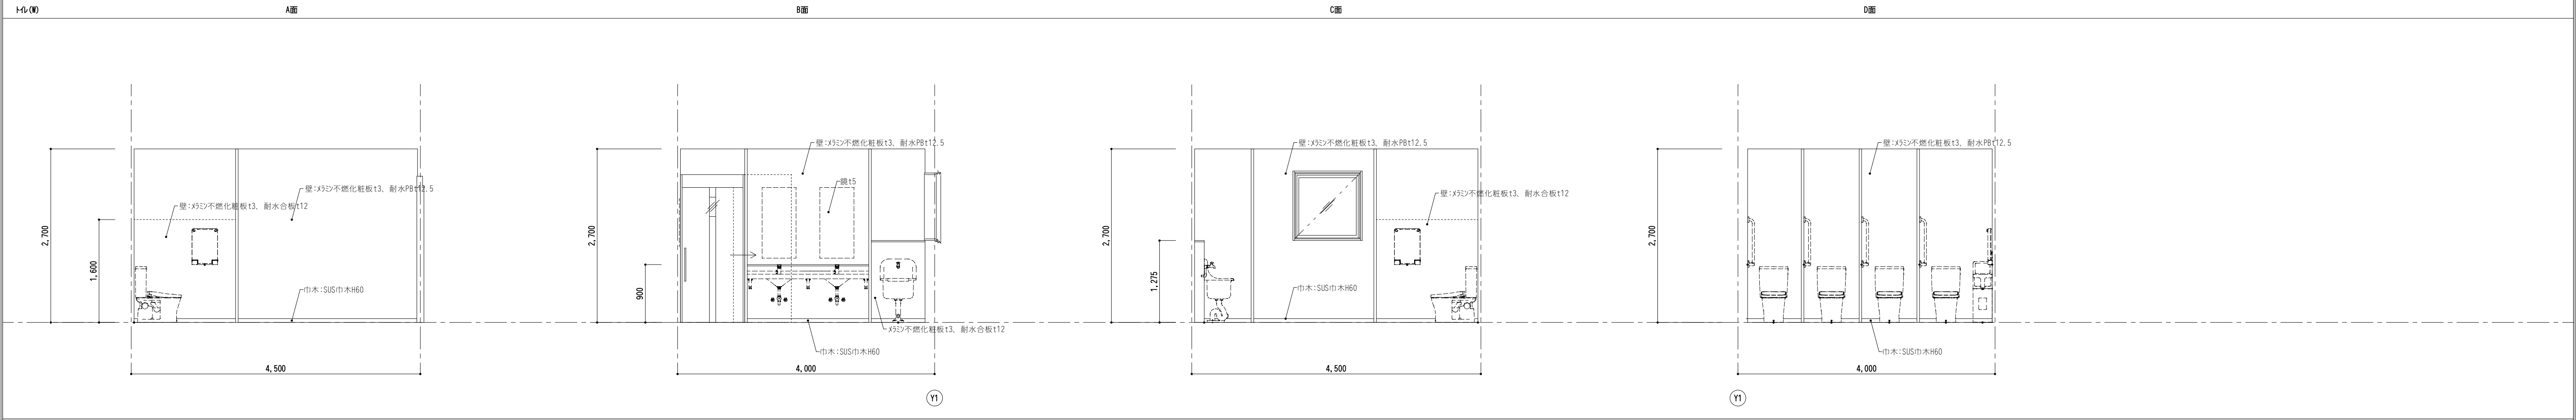 ﾄｲﾚ(W)
A面
B面
C面
D面
壁:ﾒﾗﾐﾝ不燃化粧板t3, 耐水PBt12.5
壁:ﾒﾗﾐﾝ不燃化粧板t3, 耐水合板t12
巾木:SUS巾木H60
2,700
1,600
4,500
壁:ﾒﾗﾐﾝ不燃化粧板t3, 耐水PBt12.5
鏡t5
ﾒﾗﾐﾝ不燃化粧板t3, 耐水合板t12
巾木:SUS巾木H60
2,700
900
4,000
Y1
壁:ﾒﾗﾐﾝ不燃化粧板t3, 耐水PBt12.5
壁:ﾒﾗﾐﾝ不燃化粧板t3, 耐水合板t12
巾木:SUS巾木H60
2,700
1,275
4,500
壁:ﾒﾗﾐﾝ不燃化粧板t3, 耐水PBt12.5
巾木:SUS巾木H60
2,700
4,000
Y1